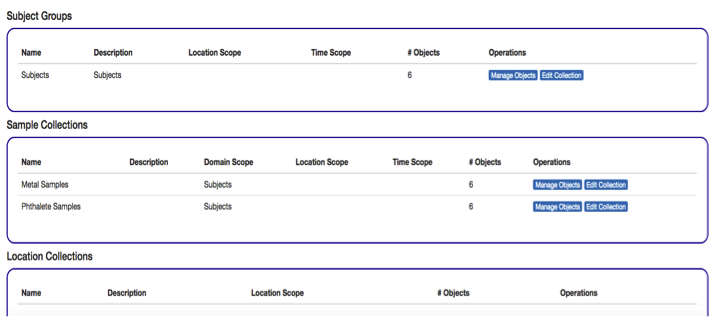 Subject Groups
Name Description Location Scope Time Scope # Objects Operations
Subjects Subjects 6 Manage Objects Edit Collection
Sample Collections
Name Description Domain Scope Location Scope Time Scope # Objects Operations
Metal Samples Subjects 6 Manage Objects Edit Collection
Phthalete Samples Subjects 6 Manage Objects Edit Collection
Location Collections
Name Description Location Scope # Objects Operations